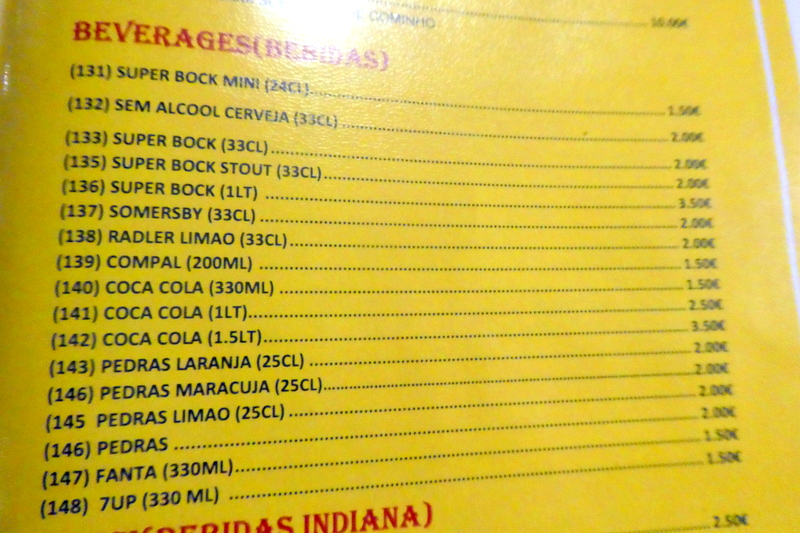 COMINHO ........ 10.00€
BEVERAGES(BEBIDAS)
(131) SUPER BOCK MINI (24CL)........ 1.50€
(132) SEM ALCOOL CERVEJA (33CL) ........ 2.00€
(133) SUPER BOCK (33CL)........ 2.00€
(135) SUPER BOCK STOUT (33CL)........ 2.00€
(136) SUPER BOCK (1LT) ........ 3.50€
(137) SOMERSBY (33CL) ........ 2.00€
(138) RADLER LIMAO (33CL)........ 2.00€
(139) COMPAL (200ML) ........ 1.50€
(140) COCA COLA (330ML) ........ 1.50€
(141) COCA COLA (1LT)........ 2.50€
(142) COCA COLA (1.5LT)........ 3.50€
(143) PEDRAS LARANJA (25CL) ........ 2.00€
(146) PEDRAS MARACUJA (25CL)........ 2.00€
(145 PEDRAS LIMAO (25CL) ........ 2.00€
(146) PEDRAS ........ 2.00€
(147) FANTA (330ML)........ 1.50€
(148) 7UP (330 ML) ........ 1.50€
(BEBIDAS INDIANA)
2.50€